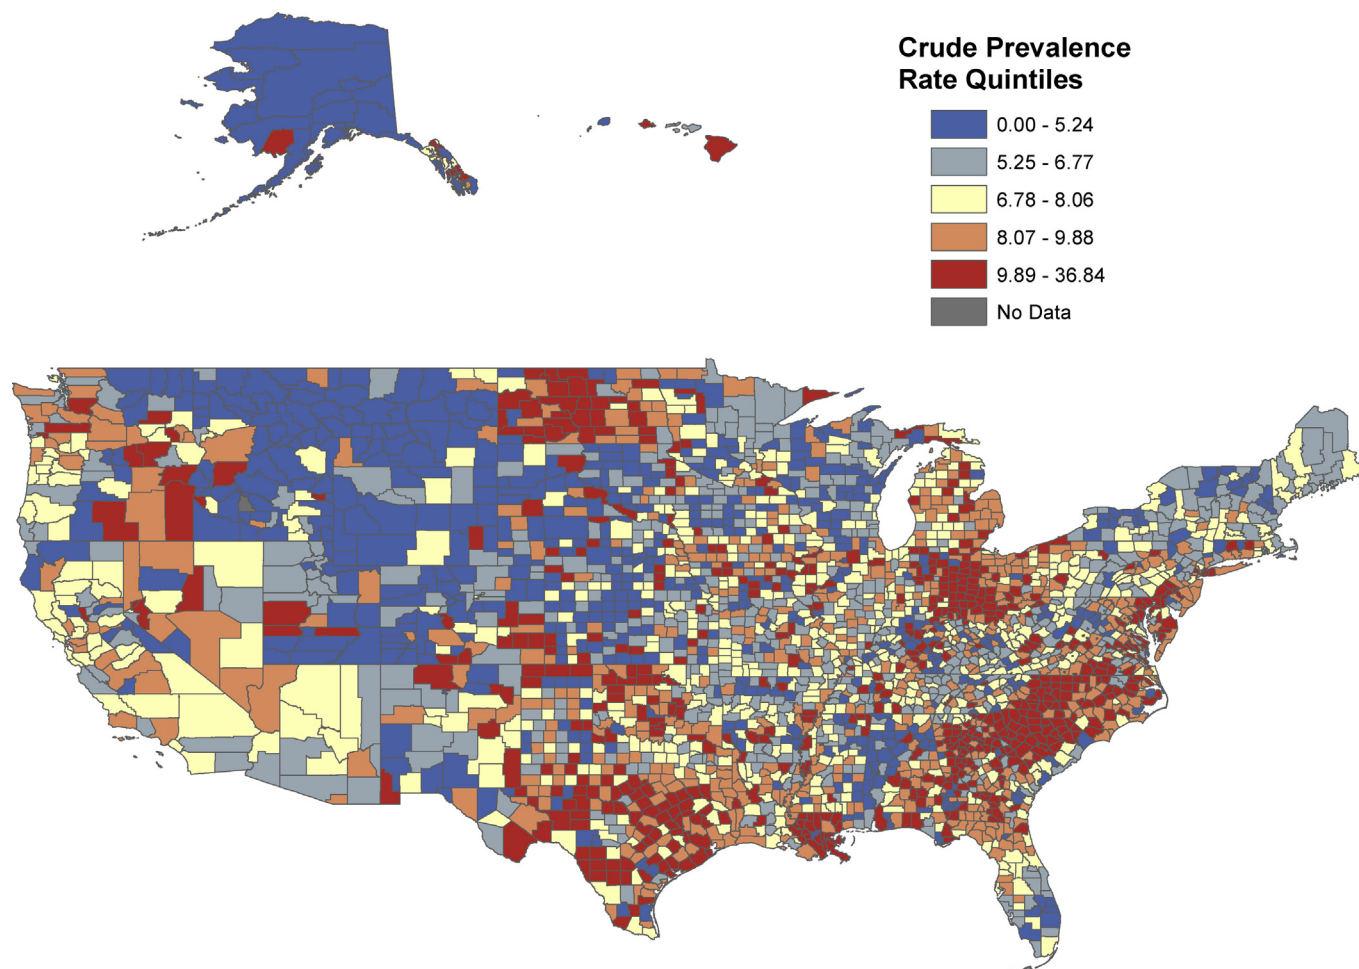 Crude Prevalence
Rate Quintiles
0.00 - 5.24
5.25 - 6.77
6.78 - 8.06
8.07 - 9.88
9.89 - 36.84
No Data